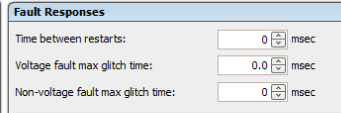 Fault Responses
Time between restarts: 0 msec
Voltage fault max glitch time: 0.0 msec
Non-voltage fault max glitch time: 0 msec